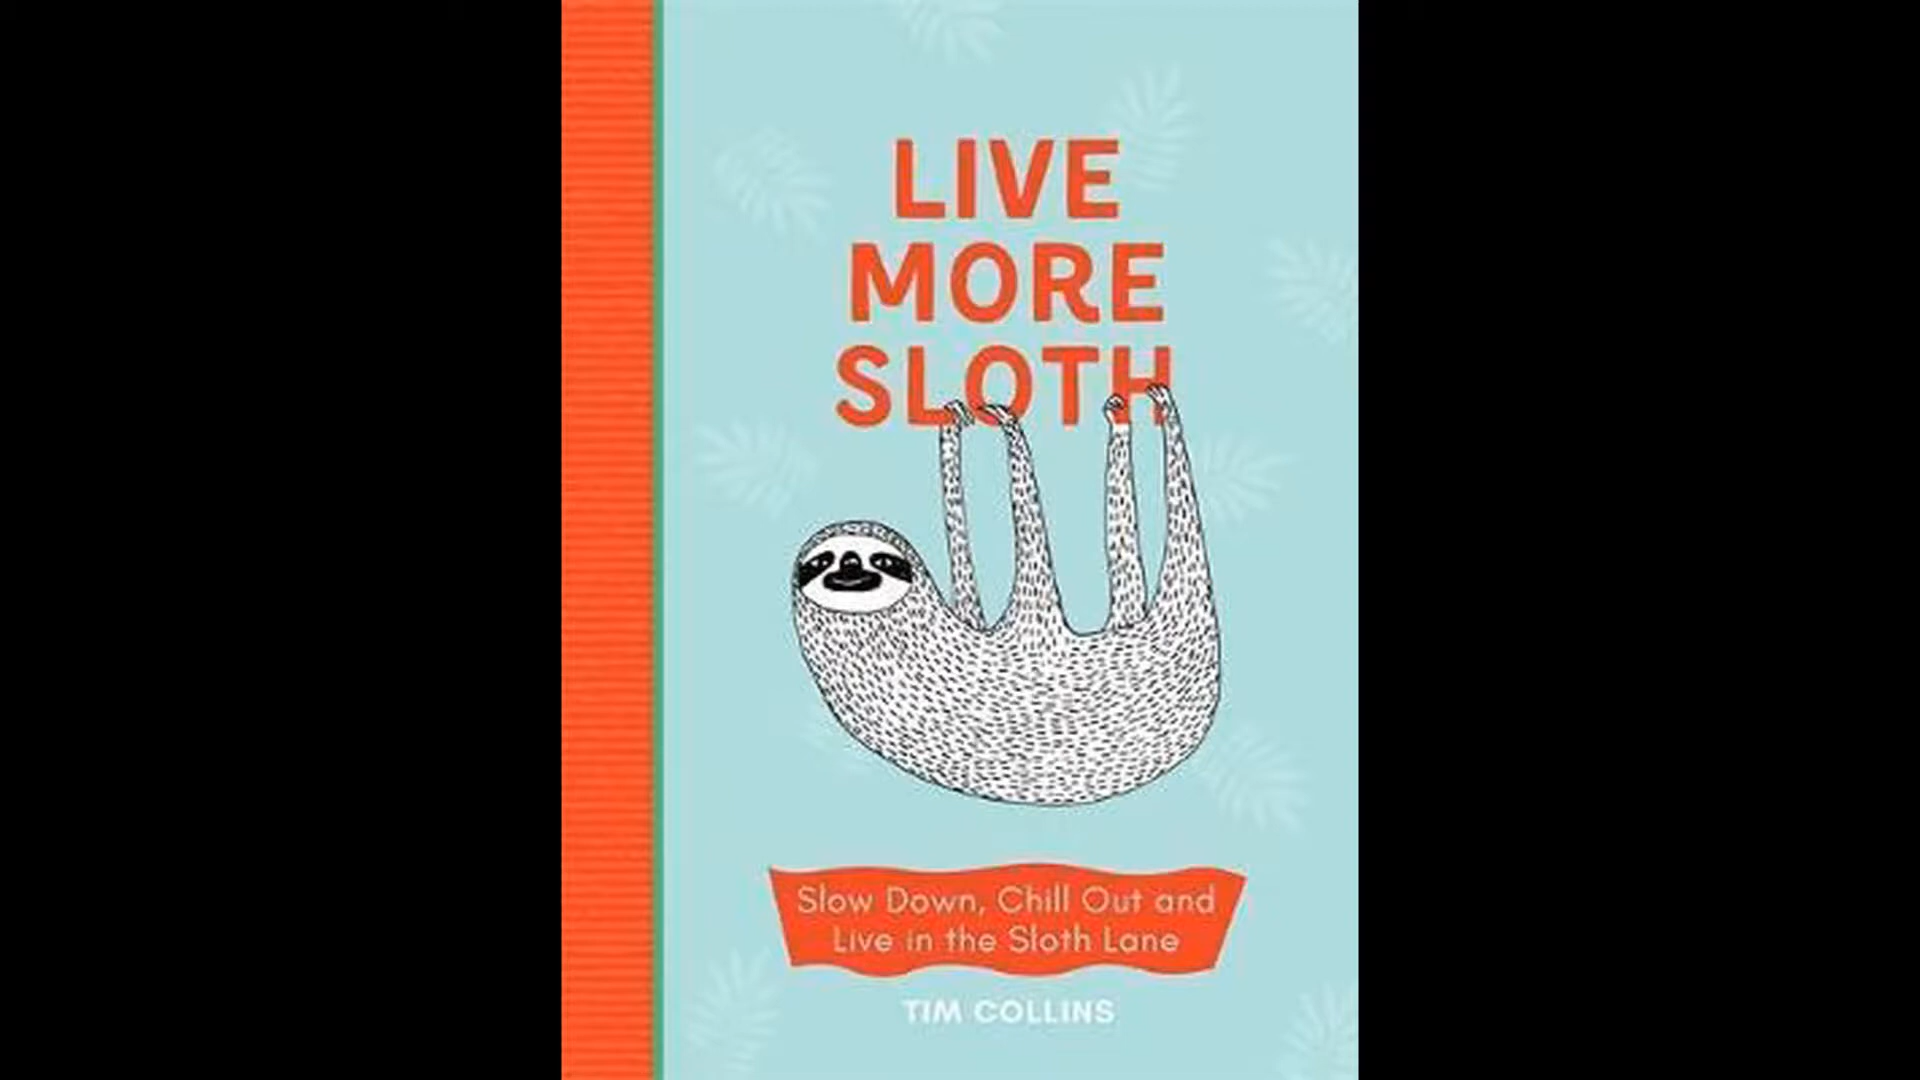 LIVE
MORE
SLOTH
Slow Down, Chill Out and
Live in the Sloth Lane
TIM COLLINS